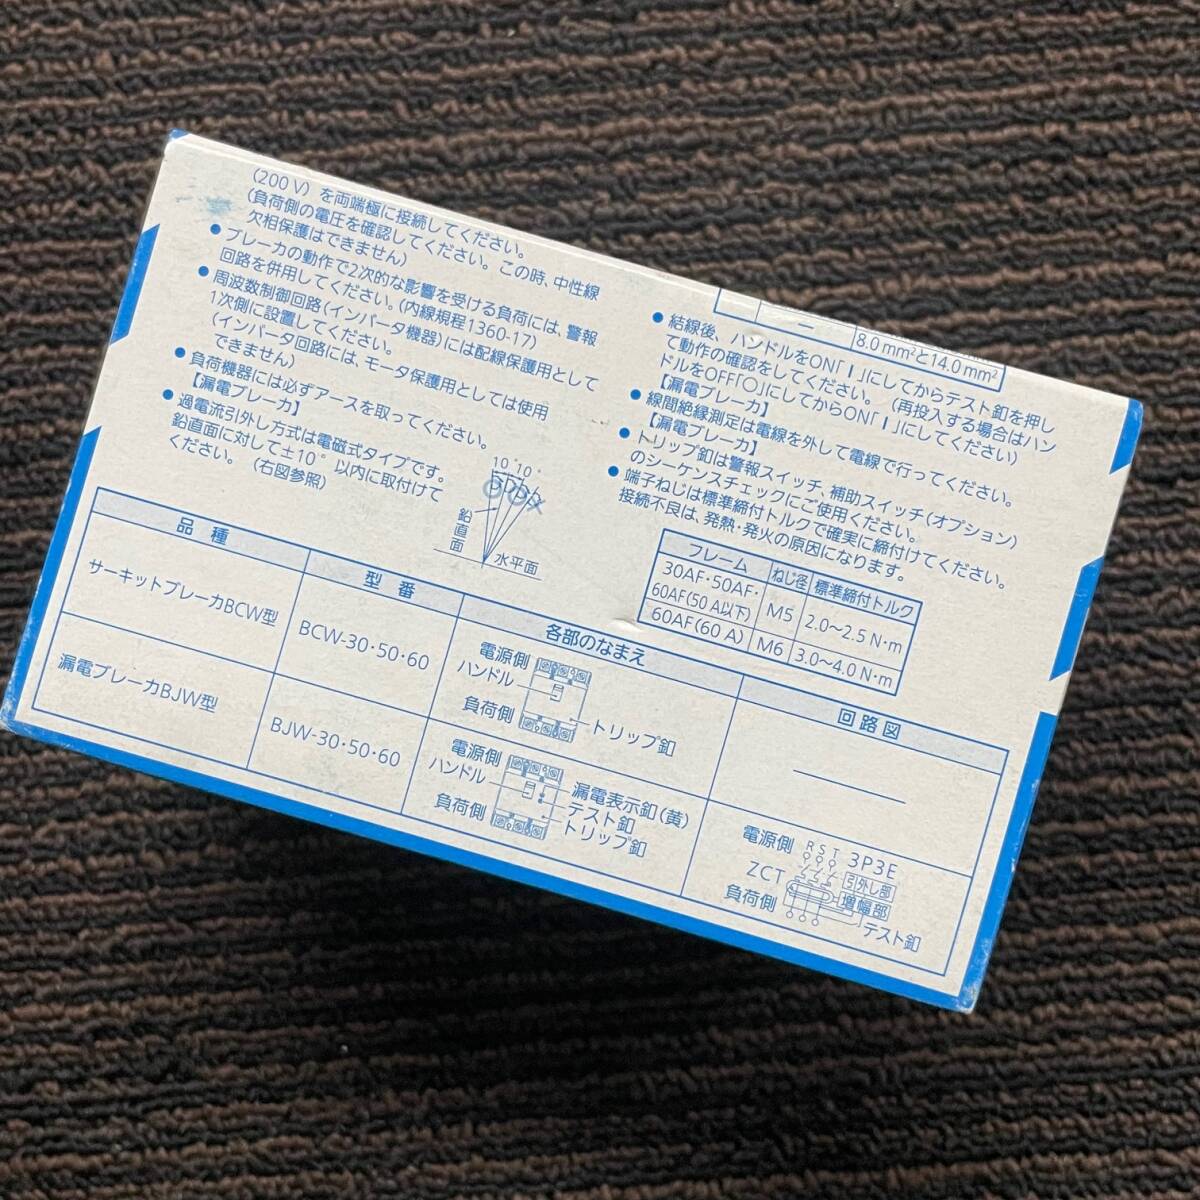 (200 V) を両端極に接続してください。
(負荷側の電圧を確認してください。この時、中性線
欠相保護はできません)
● ブレーカの動作で2次的な影響を受ける負荷には、警報
回路を併用してください。(内線規程1360-17)
● 周波数制御回路(インバータ機器)には配線保護用として
1次側に設置してください。
(インバータ回路には、モータ保護用としては使用
できません)
● 負荷機器には必ずアースを取ってください。
【漏電ブレーカ】
● 過電流引外し方式は電磁式タイプです。
鉛直面に対して±10°以内に取付けて
ください。(右図参照)
10°10°
鉛直面
水平面
8.0mm²と14.0mm²
● 結線後、ハンドルをON「I」にしてからテスト釦を押し
て動作の確認をしてください。(再投入する場合はハン
ドルをOFF「O」にしてからON「I」にしてください)
【漏電ブレーカ】
● 線間絶縁測定は電線を外して電線で行ってください。
【漏電ブレーカ】
● トリップ釦は警報スイッチ、補助スイッチ(オプション)
のシーケンスチェックにご使用ください。
● 端子ねじは標準締付トルクで確実に締付けてください。
接続不良は、発熱・発火の原因になります。
フレーム ねじ径 標準締付トルク
30AF・50AF・
60AF(50 A以下) M5 2.0～2.5 N・m
60AF(60 A) M6 3.0～4.0 N・m
品種 型番 各部のなまえ 回路図
サーキットブレーカBCW型 BCW-30・50・60
電源側
ハンドル
負荷側
トリップ釦
漏電ブレーカBJW型 BJW-30・50・60
電源側
ハンドル
負荷側
漏電表示釦(黄)
テスト釦
トリップ釦
電源側 R S T 3P3E
ZCT 引外し部
負荷側 増幅部
テスト釦